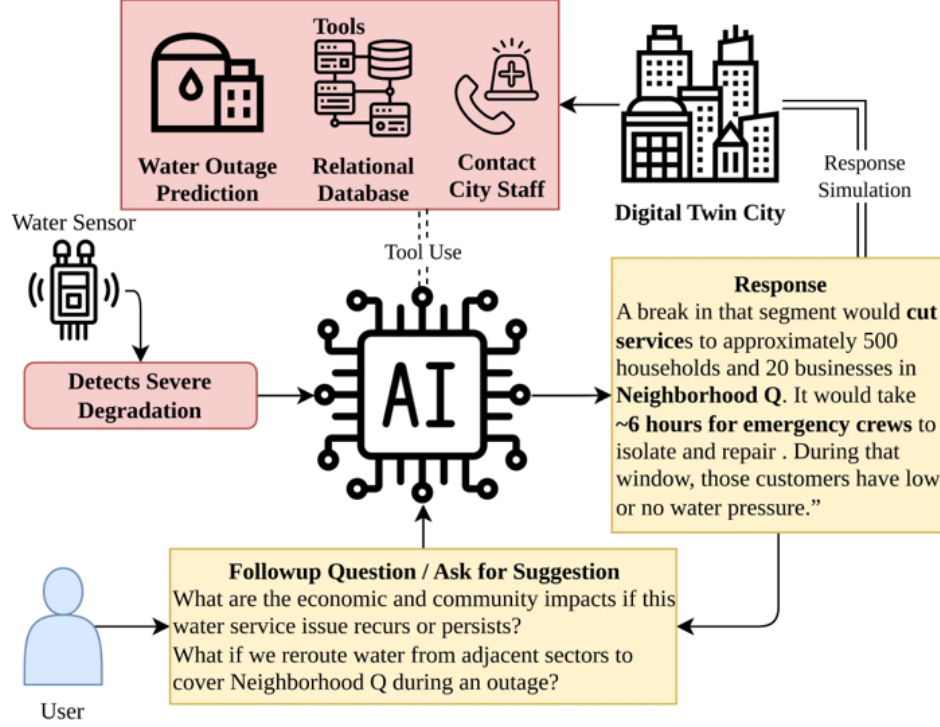 Tools
Water Outage
Prediction
Relational
Database
Contact
City Staff
Digital Twin City
Response
Simulation
Water Sensor
Tool Use
Detects Severe
Degradation
AI
Response
A break in that segment would cut
services to approximately 500
households and 20 businesses in
Neighborhood Q. It would take
~6 hours for emergency crews to
isolate and repair . During that
window, those customers have low
or no water pressure.”
Followup Question / Ask for Suggestion
What are the economic and community impacts if this
water service issue recurs or persists?
What if we reroute water from adjacent sectors to
cover Neighborhood Q during an outage?
User